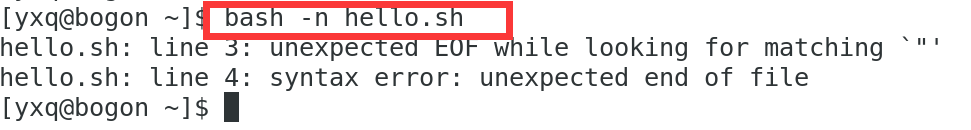 [yxq@bogon ~]$ bash -n hello.sh
hello.sh: line 3: unexpected EOF while looking for matching `"'
hello.sh: line 4: syntax error: unexpected end of file
[yxq@bogon ~]$